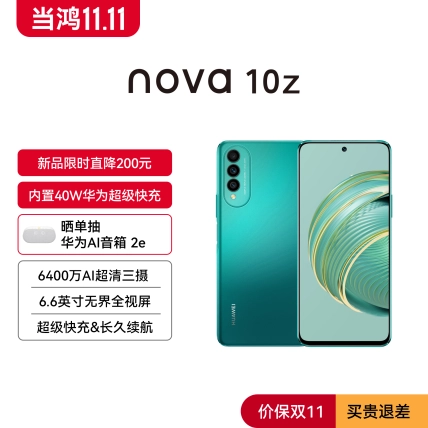 当鸿11.11
nova 10z
新品限时直降200元
内置40W华为超级快充
晒单抽
华为AI音箱 2e
6400万AI超清三摄
6.6英寸无界全视屏
超级快充&长久续航
HUAWEI
价保双11
买贵退差